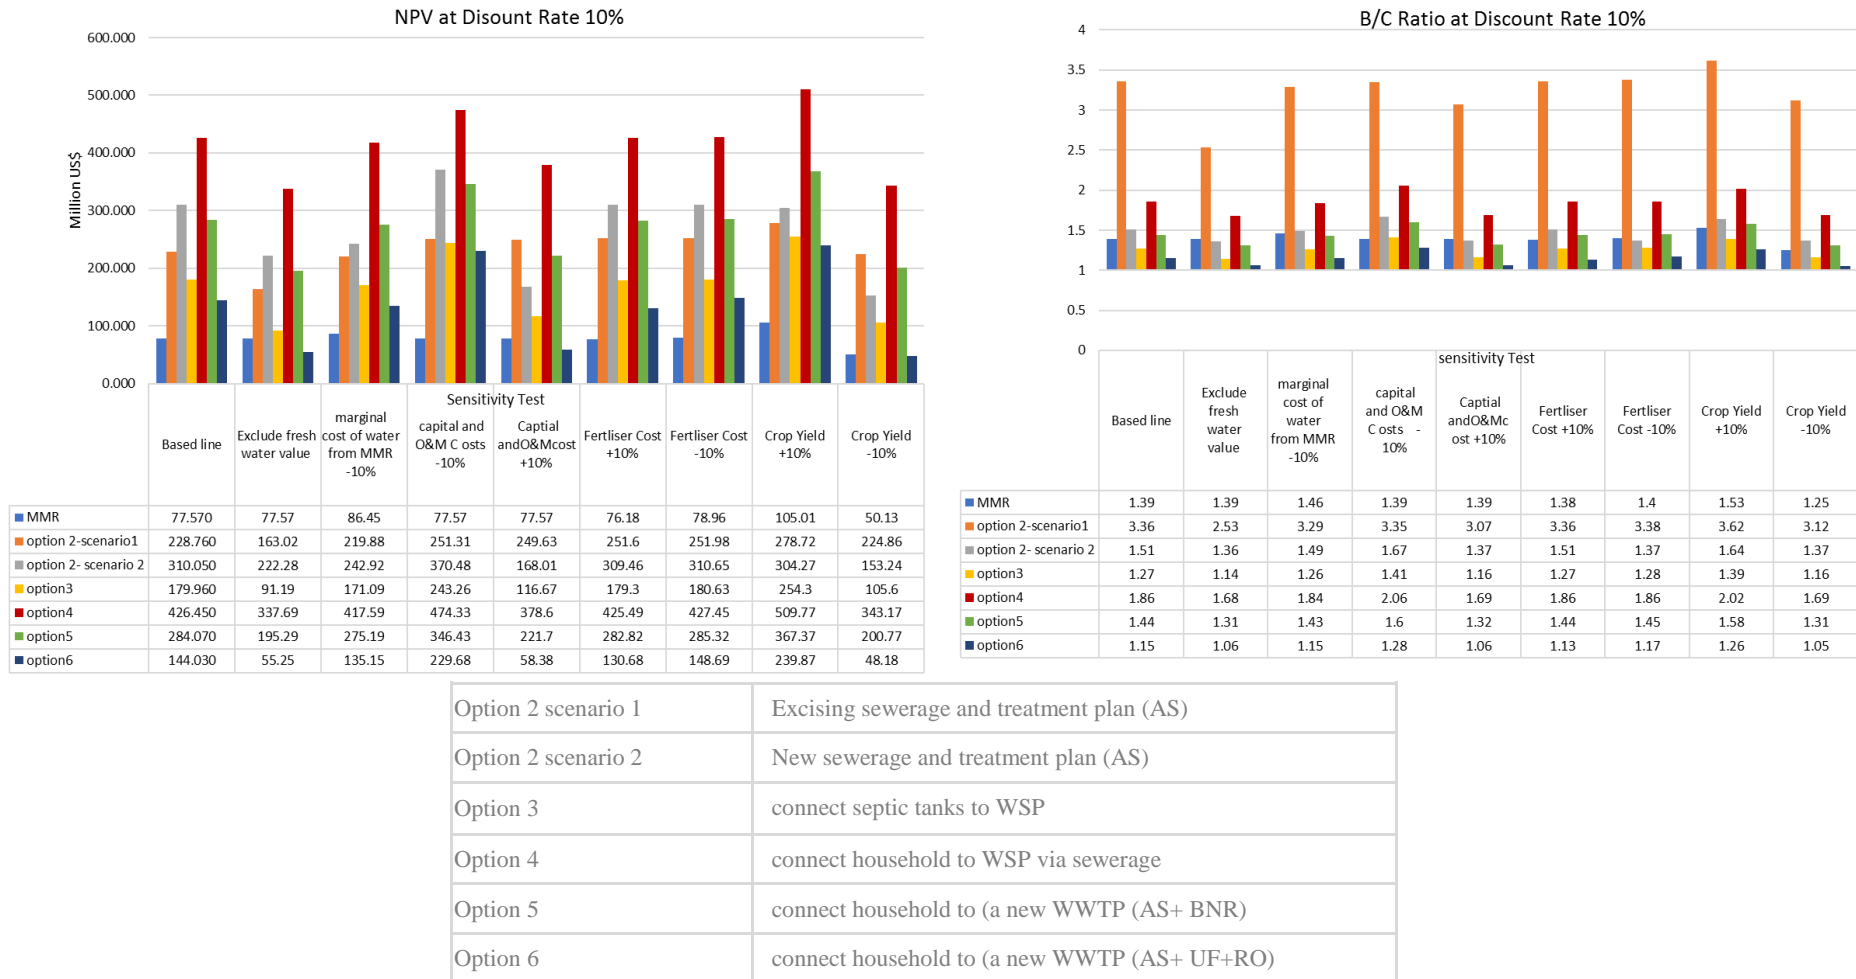 NPV at Disount Rate 10%
600.000
500.000
400.000
300.000
200.000
100.000
0.000
Million US$
Sensitivity Test
Based line
Exclude fresh
water value
marginal
cost of water
from MMR
-10%
capital and
O&M C osts
-10%
Captial
andO&Mcost
+10%
Fertliser Cost
+10%
Fertliser Cost
-10%
Crop Yield
+10%
Crop Yield
-10%
MMR 77.570 77.57 86.45 77.57 77.57 76.18 78.96 105.01 50.13
option 2-scenario1 228.760 163.02 219.88 251.31 249.63 251.6 251.98 278.72 224.86
option 2- scenario 2 310.050 222.28 242.92 370.48 168.01 309.46 310.65 304.27 153.24
option3 179.960 91.19 171.09 243.26 116.67 179.3 180.63 254.3 105.6
option4 426.450 337.69 417.59 474.33 378.6 425.49 427.45 509.77 343.17
option5 284.070 195.29 275.19 346.43 221.7 282.82 285.32 367.37 200.77
option6 144.030 55.25 135.15 229.68 58.38 130.68 148.69 239.87 48.18
B/C Ratio at Discount Rate 10%
4
3.5
3
2.5
2
1.5
1
0.5
0
sensitivity Test
Based line
Exclude
fresh
water
value
marginal
cost of
water
from MMR
-10%
capital
and O&M
C osts -
10%
Captial
andO&Mc
ost +10%
Fertliser
Cost +10%
Fertliser
Cost -10%
Crop Yield
+10%
Crop Yield
-10%
MMR 1.39 1.39 1.46 1.39 1.39 1.38 1.4 1.53 1.25
option 2-scenario1 3.36 2.53 3.29 3.35 3.07 3.36 3.38 3.62 3.12
option 2- scenario 2 1.51 1.36 1.49 1.67 1.37 1.51 1.37 1.64 1.37
option3 1.27 1.14 1.26 1.41 1.16 1.27 1.28 1.39 1.16
option4 1.86 1.68 1.84 2.06 1.69 1.86 1.86 2.02 1.69
option5 1.44 1.31 1.43 1.6 1.32 1.44 1.45 1.58 1.31
option6 1.15 1.06 1.15 1.28 1.06 1.13 1.17 1.26 1.05
Option 2 scenario 1 Excising sewerage and treatment plan (AS)
Option 2 scenario 2 New sewerage and treatment plan (AS)
Option 3 connect septic tanks to WSP
Option 4 connect household to WSP via sewerage
Option 5 connect household to (a new WWTP (AS+ BNR)
Option 6 connect household to (a new WWTP (AS+ UF+RO)